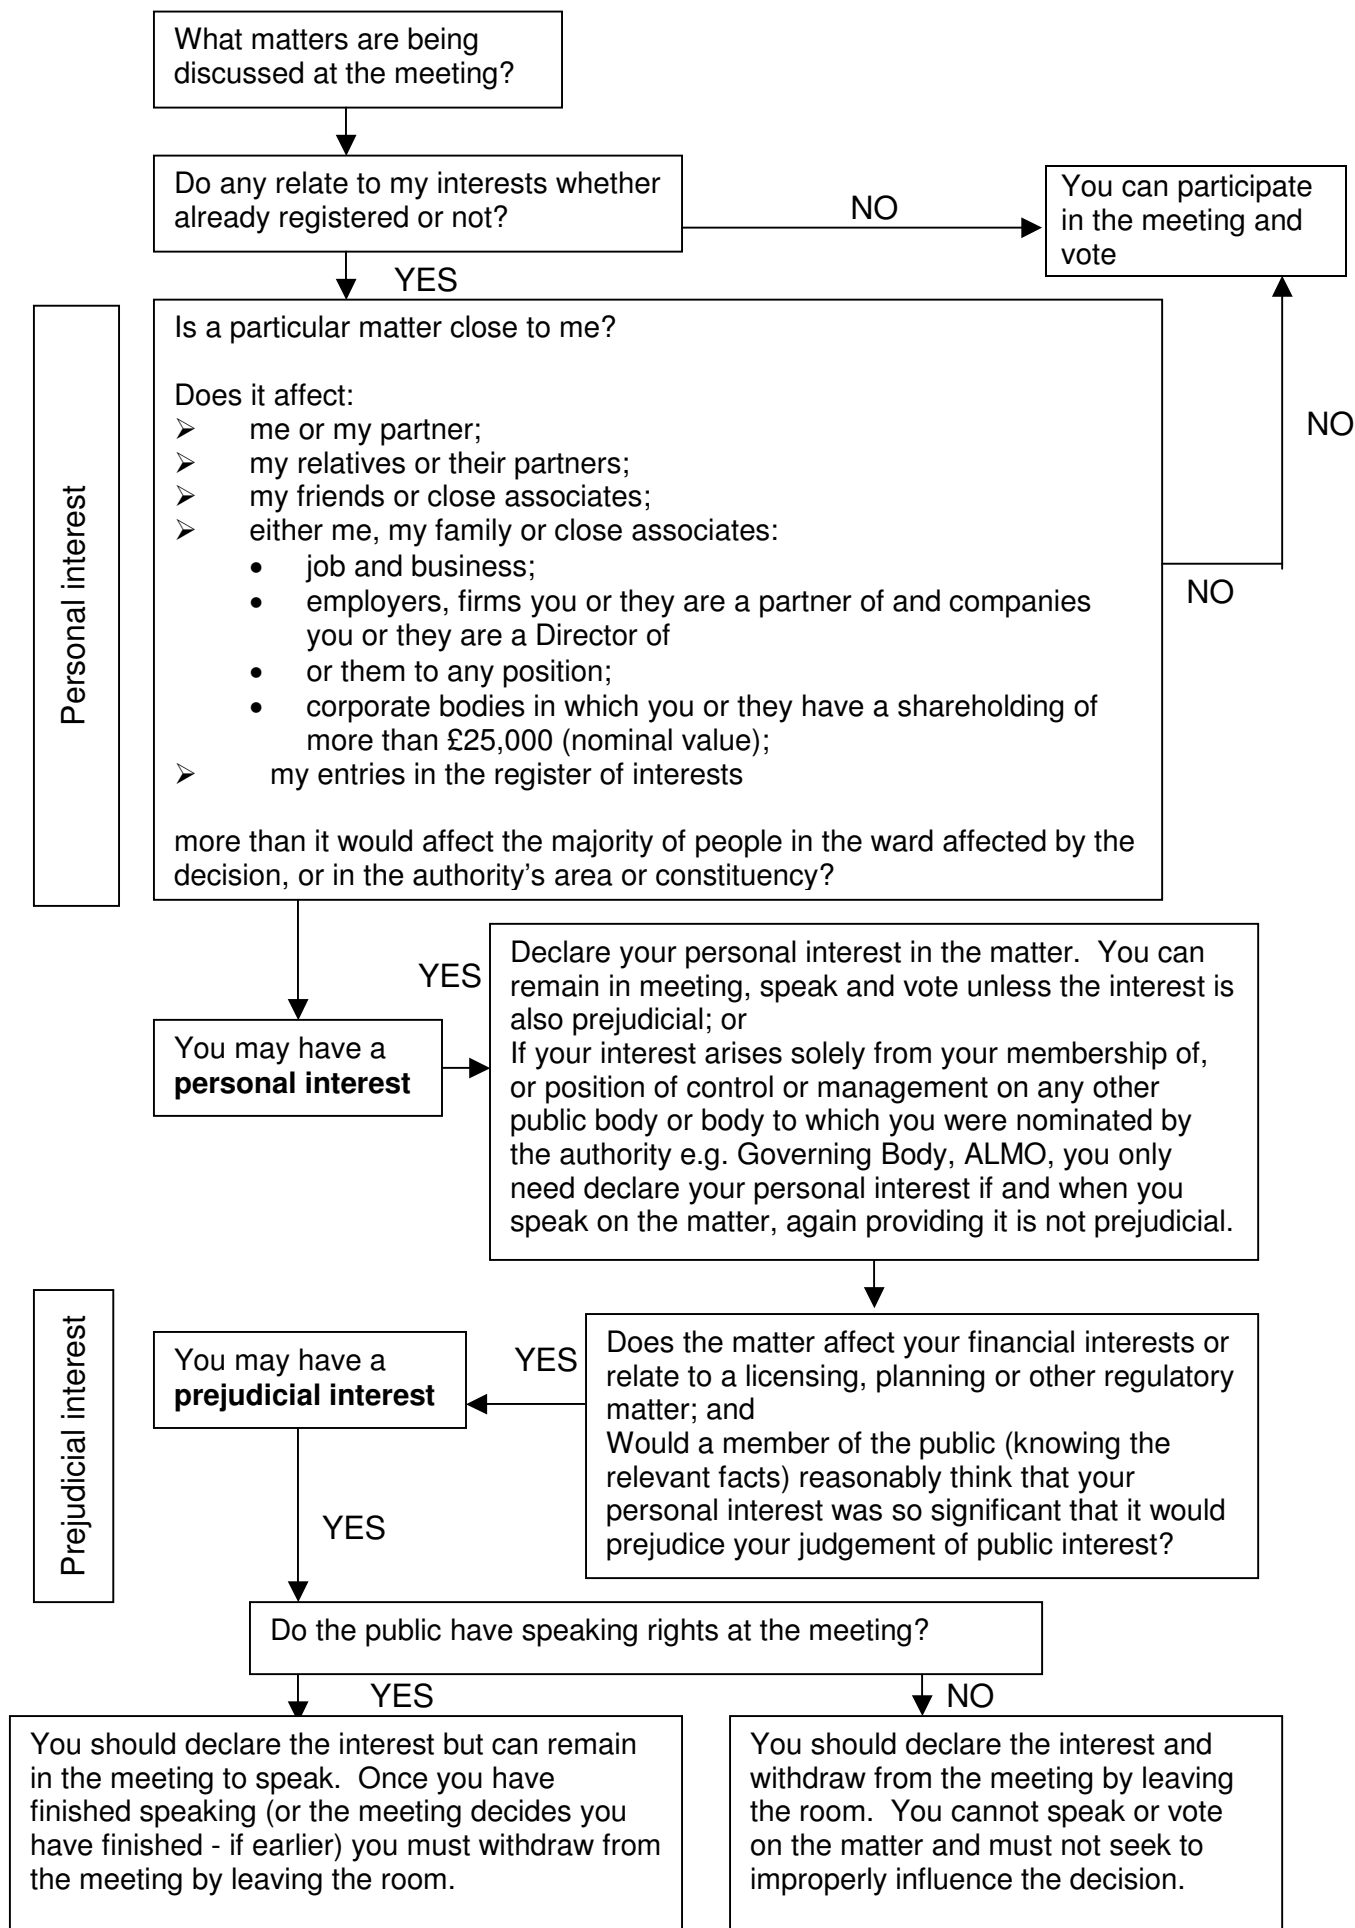 What matters are being
discussed at the meeting?
Do any relate to my interests whether
already registered or not?
NO
You can participate
in the meeting and
vote
YES
Personal interest
Is a particular matter close to me?
Does it affect:
➢ me or my partner;
➢ my relatives or their partners;
➢ my friends or close associates;
➢ either me, my family or close associates:
• job and business;
• employers, firms you or they are a partner of and companies
you or they are a Director of
• or them to any position;
• corporate bodies in which you or they have a shareholding of
more than £25,000 (nominal value);
➢ my entries in the register of interests
more than it would affect the majority of people in the ward affected by the
decision, or in the authority's area or constituency?
NO
NO
YES
You may have a
personal interest
Declare your personal interest in the matter. You can
remain in meeting, speak and vote unless the interest is
also prejudicial; or
If your interest arises solely from your membership of,
or position of control or management on any other
public body or body to which you were nominated by
the authority e.g. Governing Body, ALMO, you only
need declare your personal interest if and when you
speak on the matter, again providing it is not prejudicial.
Prejudicial interest
You may have a
prejudicial interest
YES
Does the matter affect your financial interests or
relate to a licensing, planning or other regulatory
matter; and
Would a member of the public (knowing the
relevant facts) reasonably think that your
personal interest was so significant that it would
prejudice your judgement of public interest?
YES
Do the public have speaking rights at the meeting?
YES
NO
You should declare the interest but can remain
in the meeting to speak. Once you have
finished speaking (or the meeting decides you
have finished - if earlier) you must withdraw from
the meeting by leaving the room.
You should declare the interest and
withdraw from the meeting by leaving
the room. You cannot speak or vote
on the matter and must not seek to
improperly influence the decision.